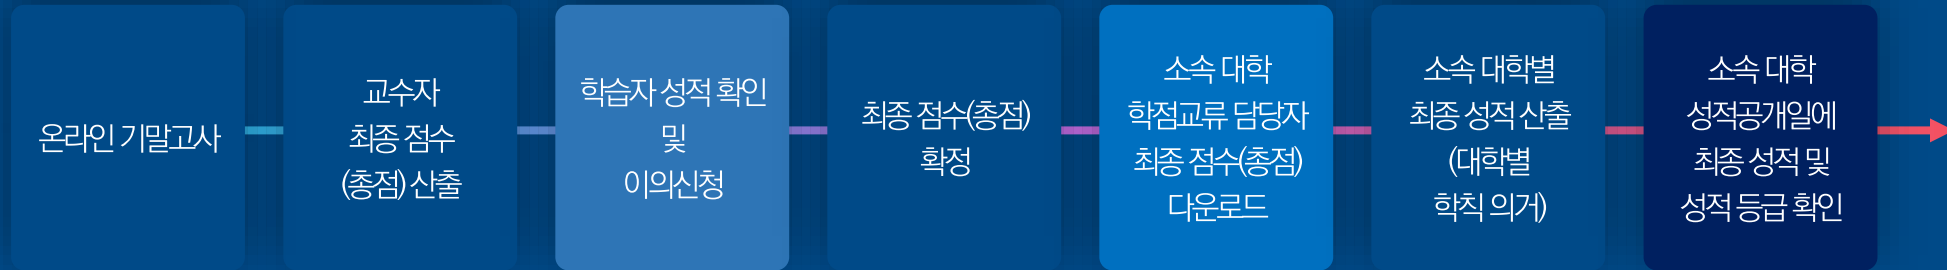 온라인 기말고사
교수자
최종 점수
(총점) 산출
학습자 성적 확인
및
이의신청
최종 점수(총점)
확정
소속 대학
학점교류 담당자
최종 점수(총점)
다운로드
소속 대학별
최종 성적 산출
(대학별
학칙 의거)
소속 대학
성적공개일에
최종 성적 및
성적 등급 확인